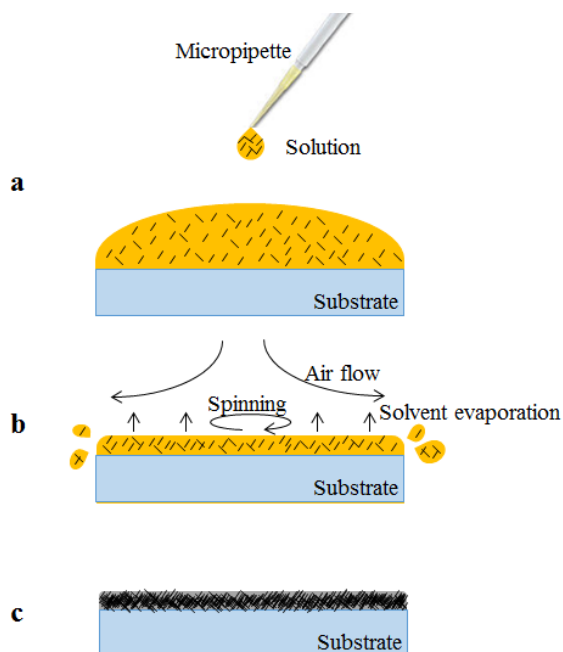 Micropipette
Solution
a
Substrate
Air flow
Spinning
Solvent evaporation
b
Substrate
c
Substrate